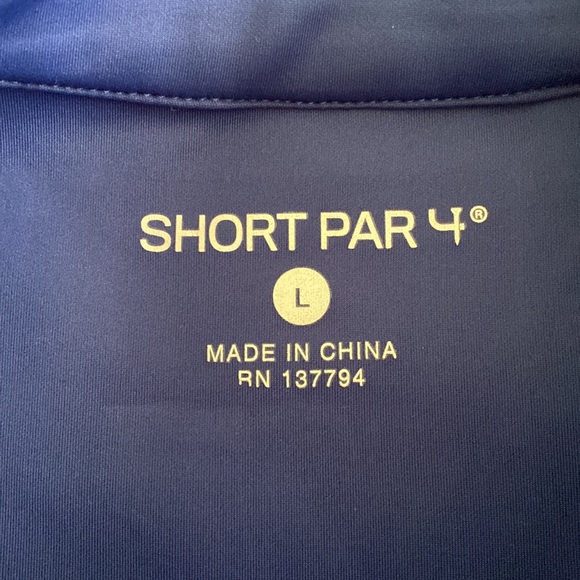 SHORT PAR 4®
L
MADE IN CHINA
RN 137794